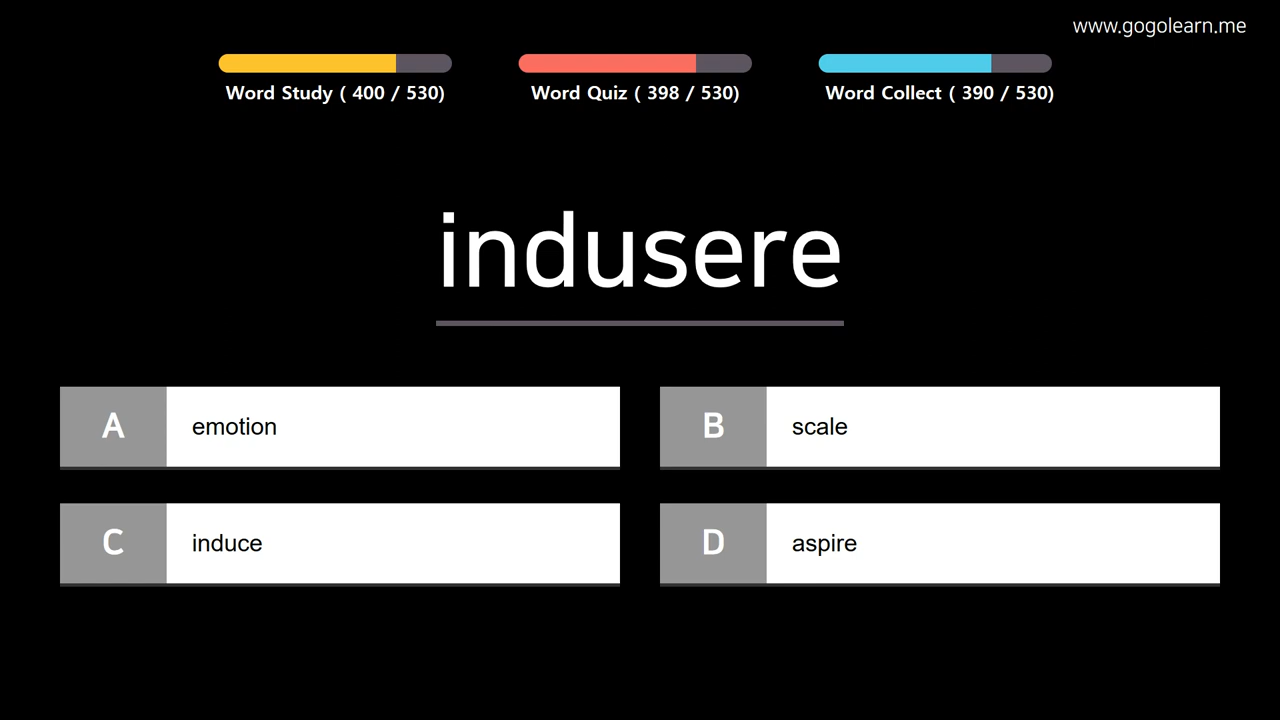 www.gogolearn.me
Word Study ( 400 / 530)
Word Quiz ( 398 / 530)
Word Collect ( 390 / 530)
indusere
A
emotion
B
scale
C
induce
D
aspire